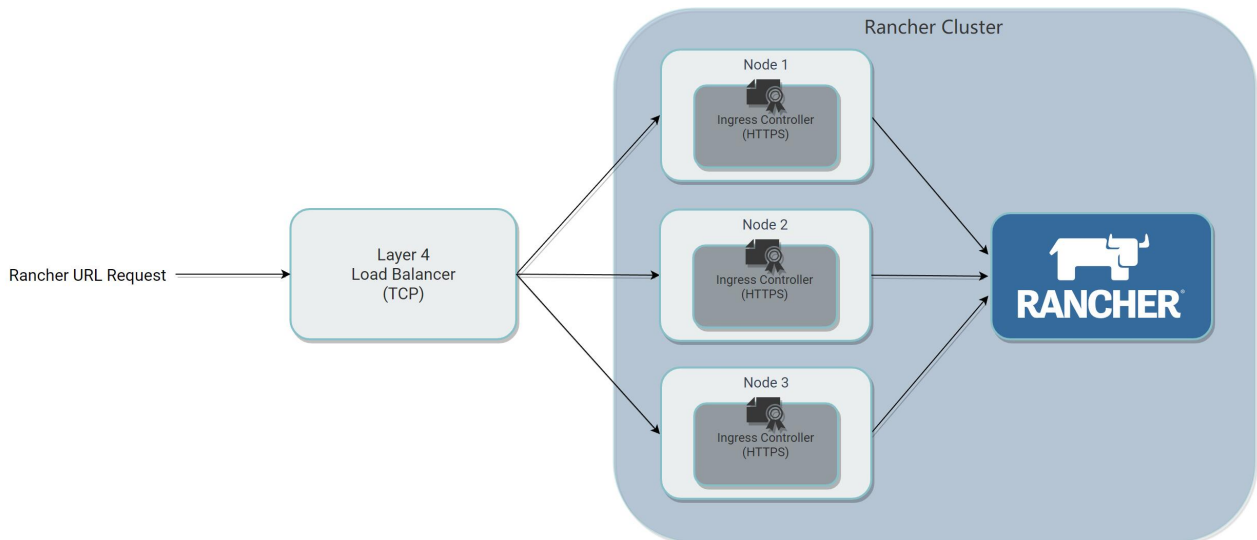 Rancher Cluster
Node 1
Ingress Controller
(HTTPS)
Node 2
Ingress Controller
(HTTPS)
Node 3
Ingress Controller
(HTTPS)
Rancher URL Request
Layer 4
Load Balancer
(TCP)
RANCHER